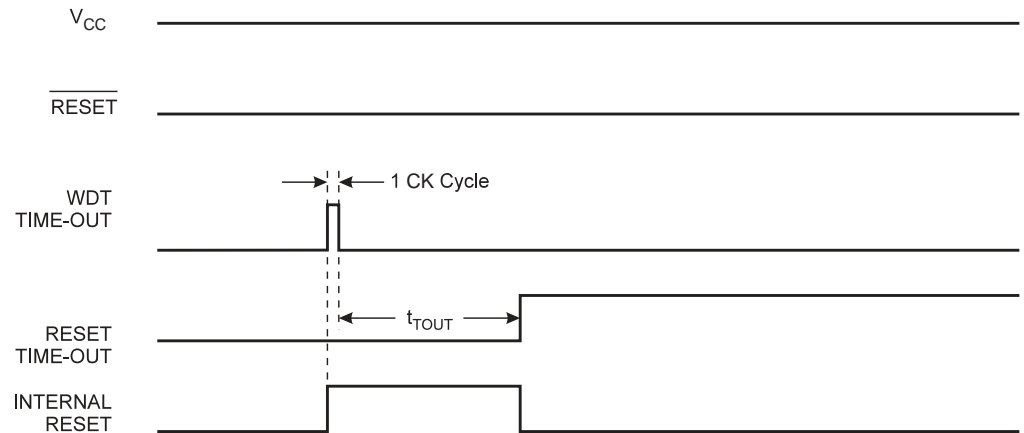 VCC
RESET
1 CK Cycle
WDT
TIME-OUT
tTOUT
RESET
TIME-OUT
INTERNAL
RESET